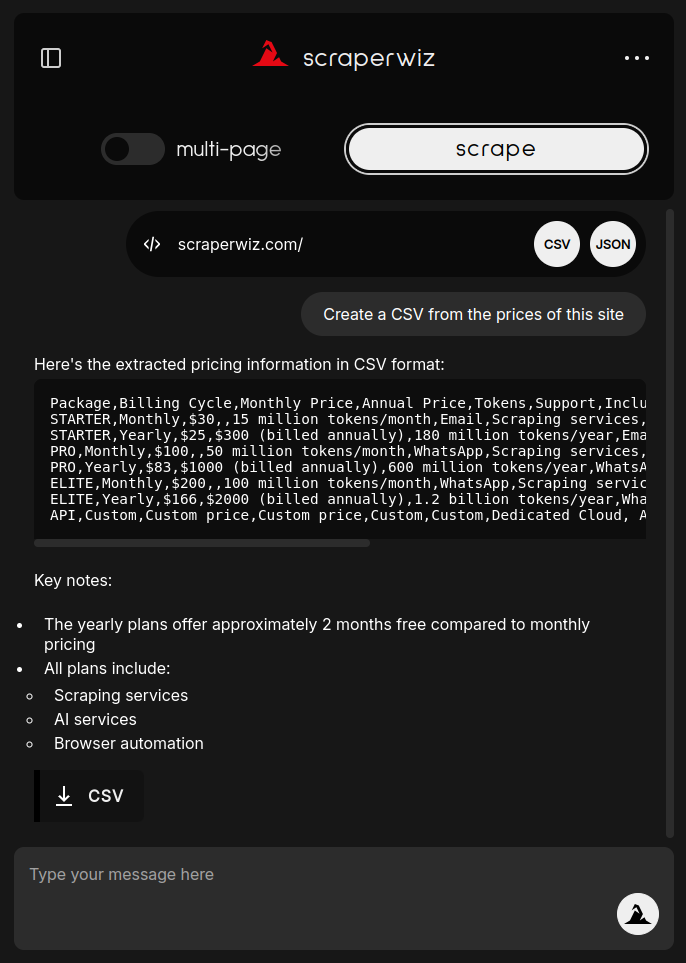 scraperwiz
multi-page
scrape
scraperwiz.com/
CSV
JSON
Create a CSV from the prices of this site
Here's the extracted pricing information in CSV format:
Package,Billing Cycle,Monthly Price,Annual Price,Tokens,Support,Inclu
STARTER,Monthly,$30,,15 million tokens/month,Email,Scraping services,
STARTER,Yearly,$25,$300 (billed annually),180 million tokens/year,Ema
PRO,Monthly,$100,,50 million tokens/month,WhatsApp,Scraping services,
PRO,Yearly,$83,$1000 (billed annually),600 million tokens/year,WhatsA
ELITE,Monthly,$200,,100 million tokens/month,WhatsApp,Scraping servic
ELITE,Yearly,$166,$2000 (billed annually),1.2 billion tokens/year,Wha
API,Custom,Custom price,Custom price,Custom,Custom,Dedicated Cloud, A
Key notes:
• The yearly plans offer approximately 2 months free compared to monthly
pricing
• All plans include:
◦ Scraping services
◦ AI services
◦ Browser automation
CSV
Type your message here